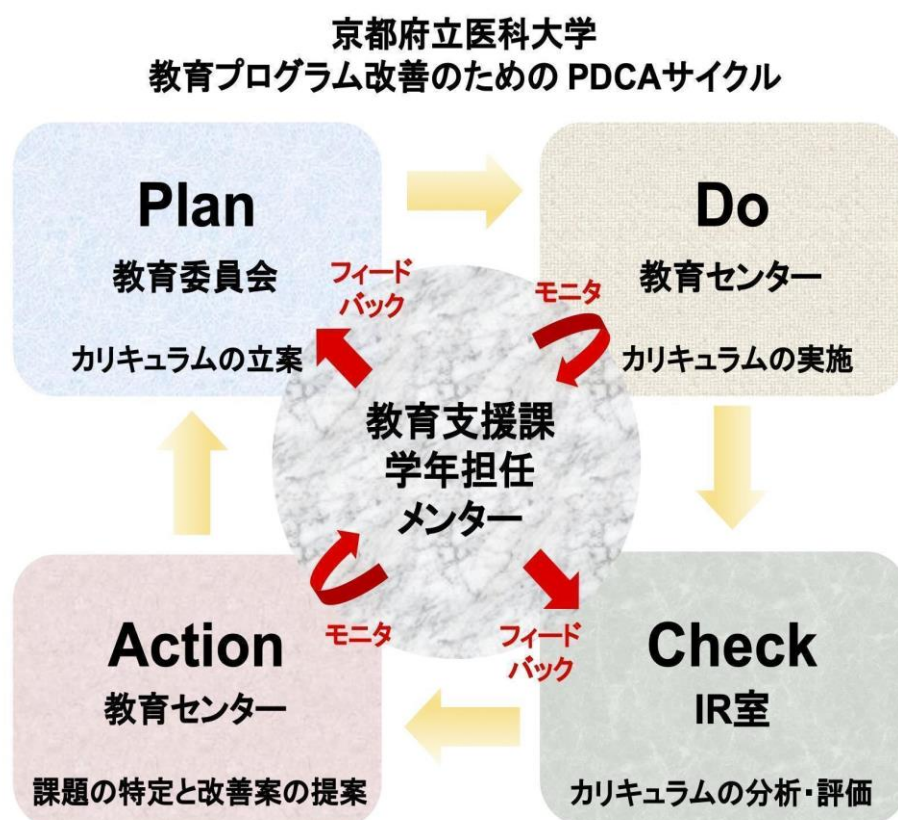 京都府立医科大学
教育プログラム改善のための PDCAサイクル
Plan
教育委員会
カリキュラムの立案
Do
教育センター
カリキュラムの実施
フィード
バック
モニタ
教育支援課
学年担任
メンター
モニタ
フィード
バック
Action
教育センター
課題の特定と改善案の提案
Check
IR室
カリキュラムの分析・評価